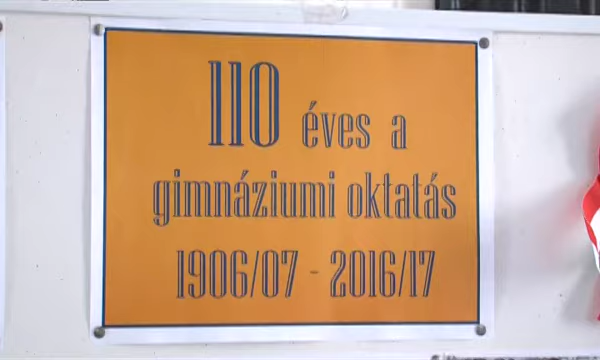 110 éves a
gimnáziumi oktatás
1906/07 - 2016/17